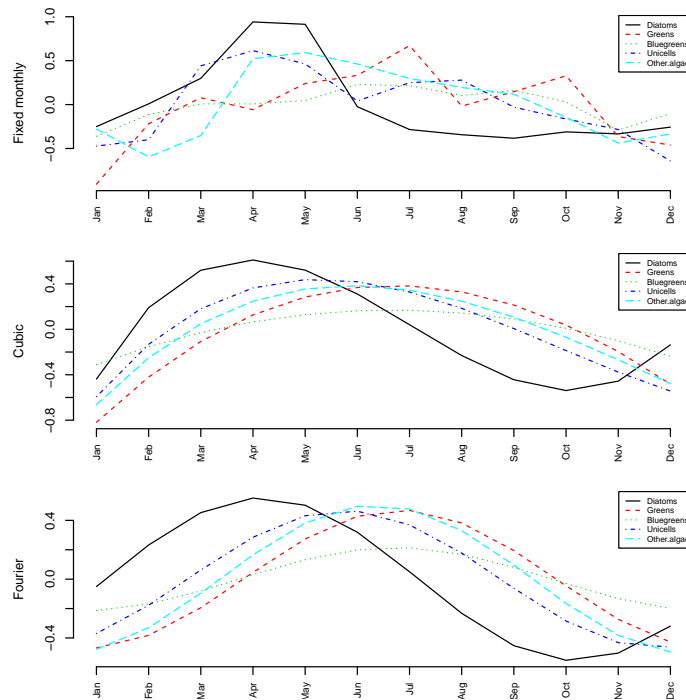 Fixed monthly
1.0
0.5
0.0
−0.5
Jan
Feb
Mar
Apr
May
Jun
Jul
Aug
Sep
Oct
Nov
Dec
Diatoms
Greens
Bluegreens
Unicells
Other.algae
Cubic
0.4
0.0
−0.4
−0.8
Jan
Feb
Mar
Apr
May
Jun
Jul
Aug
Sep
Oct
Nov
Dec
Diatoms
Greens
Bluegreens
Unicells
Other.algae
Fourier
0.4
0.0
−0.4
Jan
Feb
Mar
Apr
May
Jun
Jul
Aug
Sep
Oct
Nov
Dec
Diatoms
Greens
Bluegreens
Unicells
Other.algae